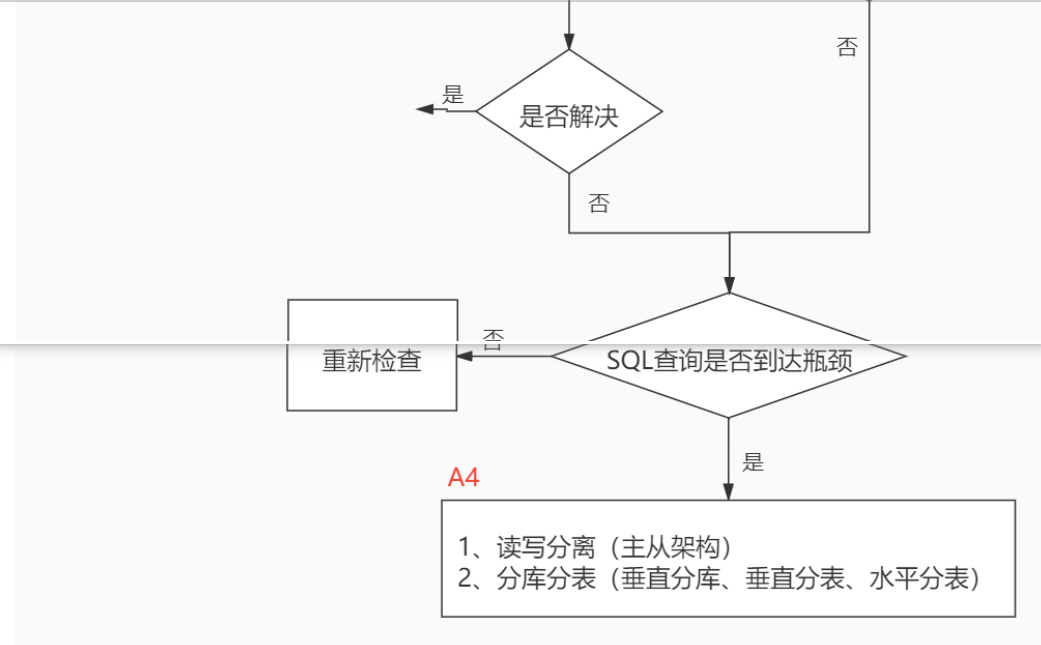 否
是
是否解决
否
否
重新检查
SQL查询是否到达瓶颈
是
A4
1、读写分离（主从架构）
2、分库分表（垂直分库、垂直分表、水平分表）